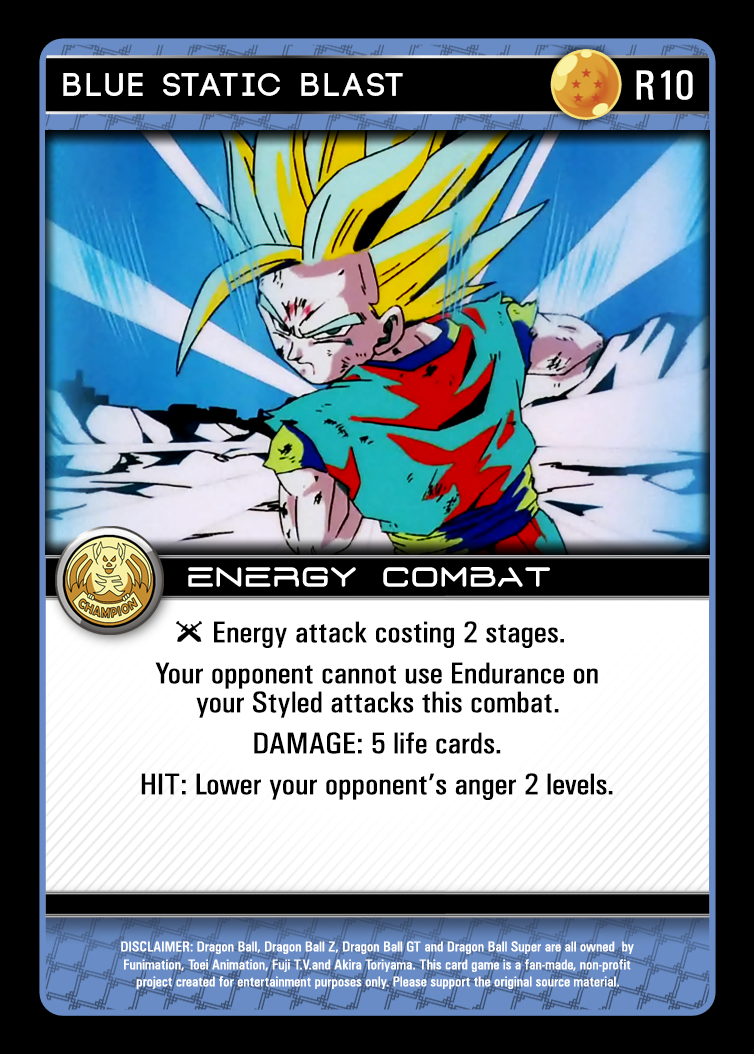 BLUE STATIC BLAST
R10
CHAMPION
ENERGY COMBAT
Energy attack costing 2 stages.
Your opponent cannot use Endurance on
your Styled attacks this combat.
DAMAGE: 5 life cards.
HIT: Lower your opponent's anger 2 levels.
DISCLAIMER: Dragon Ball, Dragon Ball Z, Dragon Ball GT and Dragon Ball Super are all owned by
Funimation, Toei Animation, Fuji T.V.and Akira Toriyama. This card game is a fan-made, non-profit
project created for entertainment purposes only. Please support the original source material.